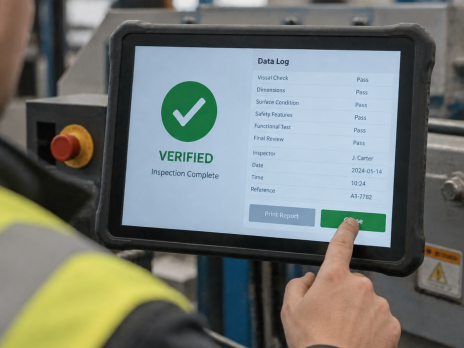 Data Log
Visual Check Pass
Dimensions Pass
Surface Condition Pass
Safety Features Pass
Functional Test Pass
Final Review Pass
Inspector J. Carter
Date 2024-05-14
Time 10:24
Reference A3-7782
VERIFIED
Inspection Complete
Print Report